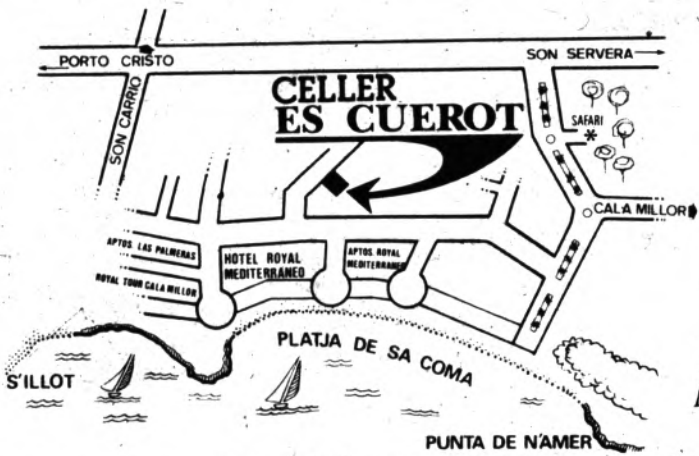 PORTO CRISTO
SON SERVERA
SON CARRIO
CELLER
ES CUEROT
SAFARI
CALA MILLOR
APTOS. LAS PALMERAS
HOTEL ROYAL
MEDITERRANEO
APTOS. ROYAL
MEDITERRANEO
ROYAL TOUR CALA MILLOR
PLATJA DE SA COMA
S'ILLOT
PUNTA DE N'AMER